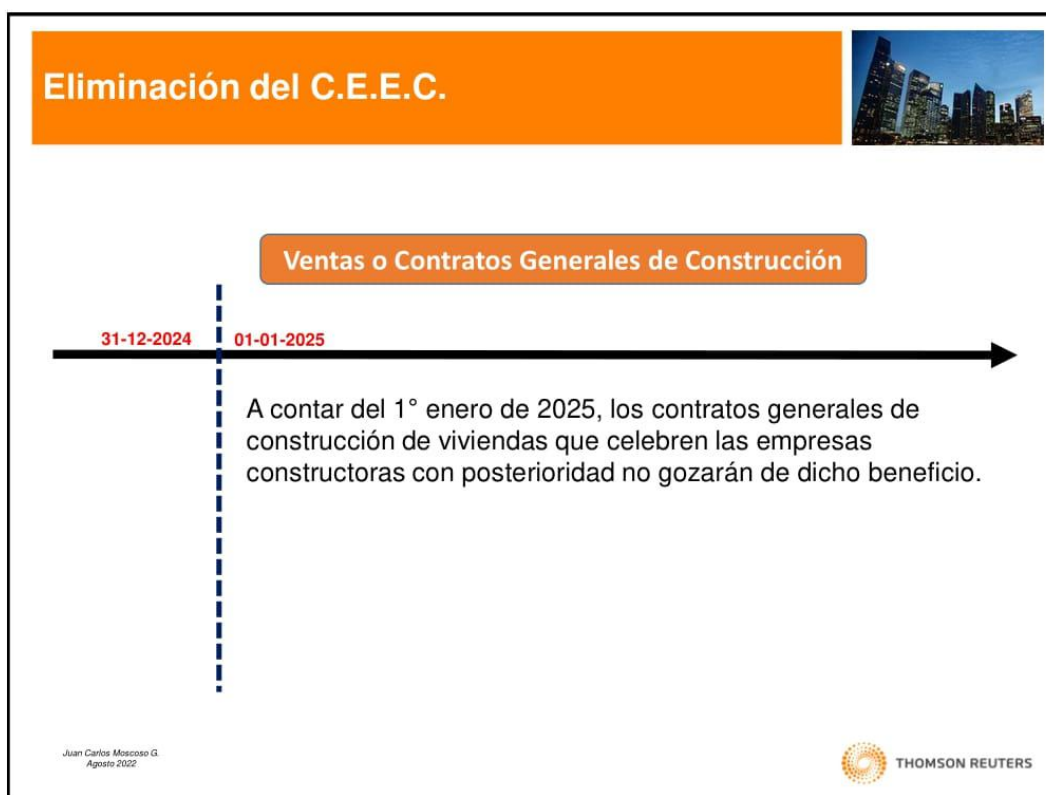 Eliminación del C.E.E.C.
Ventas o Contratos Generales de Construcción
31-12-2024
01-01-2025
A contar del 1° enero de 2025, los contratos generales de
construcción de viviendas que celebren las empresas
constructoras con posterioridad no gozarán de dicho beneficio.
Juan Carlos Moscoso G.
Agosto 2022
THOMSON REUTERS